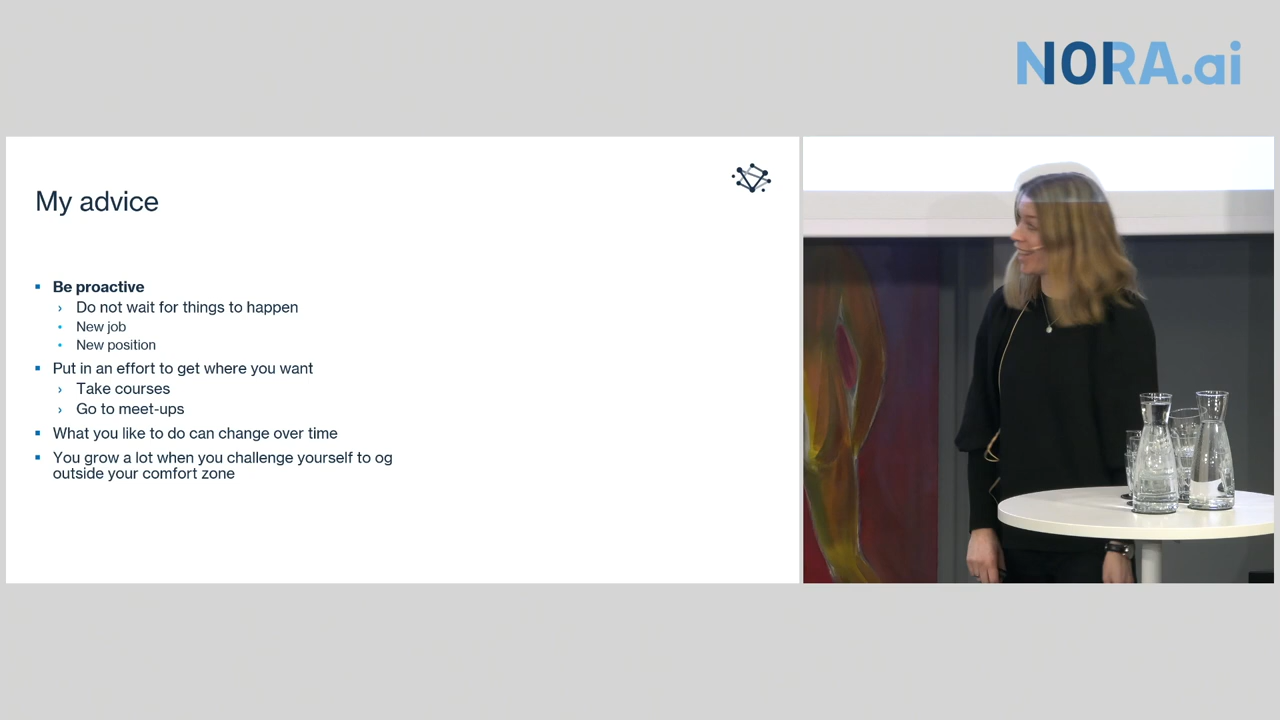 NORA.ai
My advice
Be proactive
Do not wait for things to happen
New job
New position
Put in an effort to get where you want
Take courses
Go to meet-ups
What you like to do can change over time
You grow a lot when you challenge yourself to og
outside your comfort zone